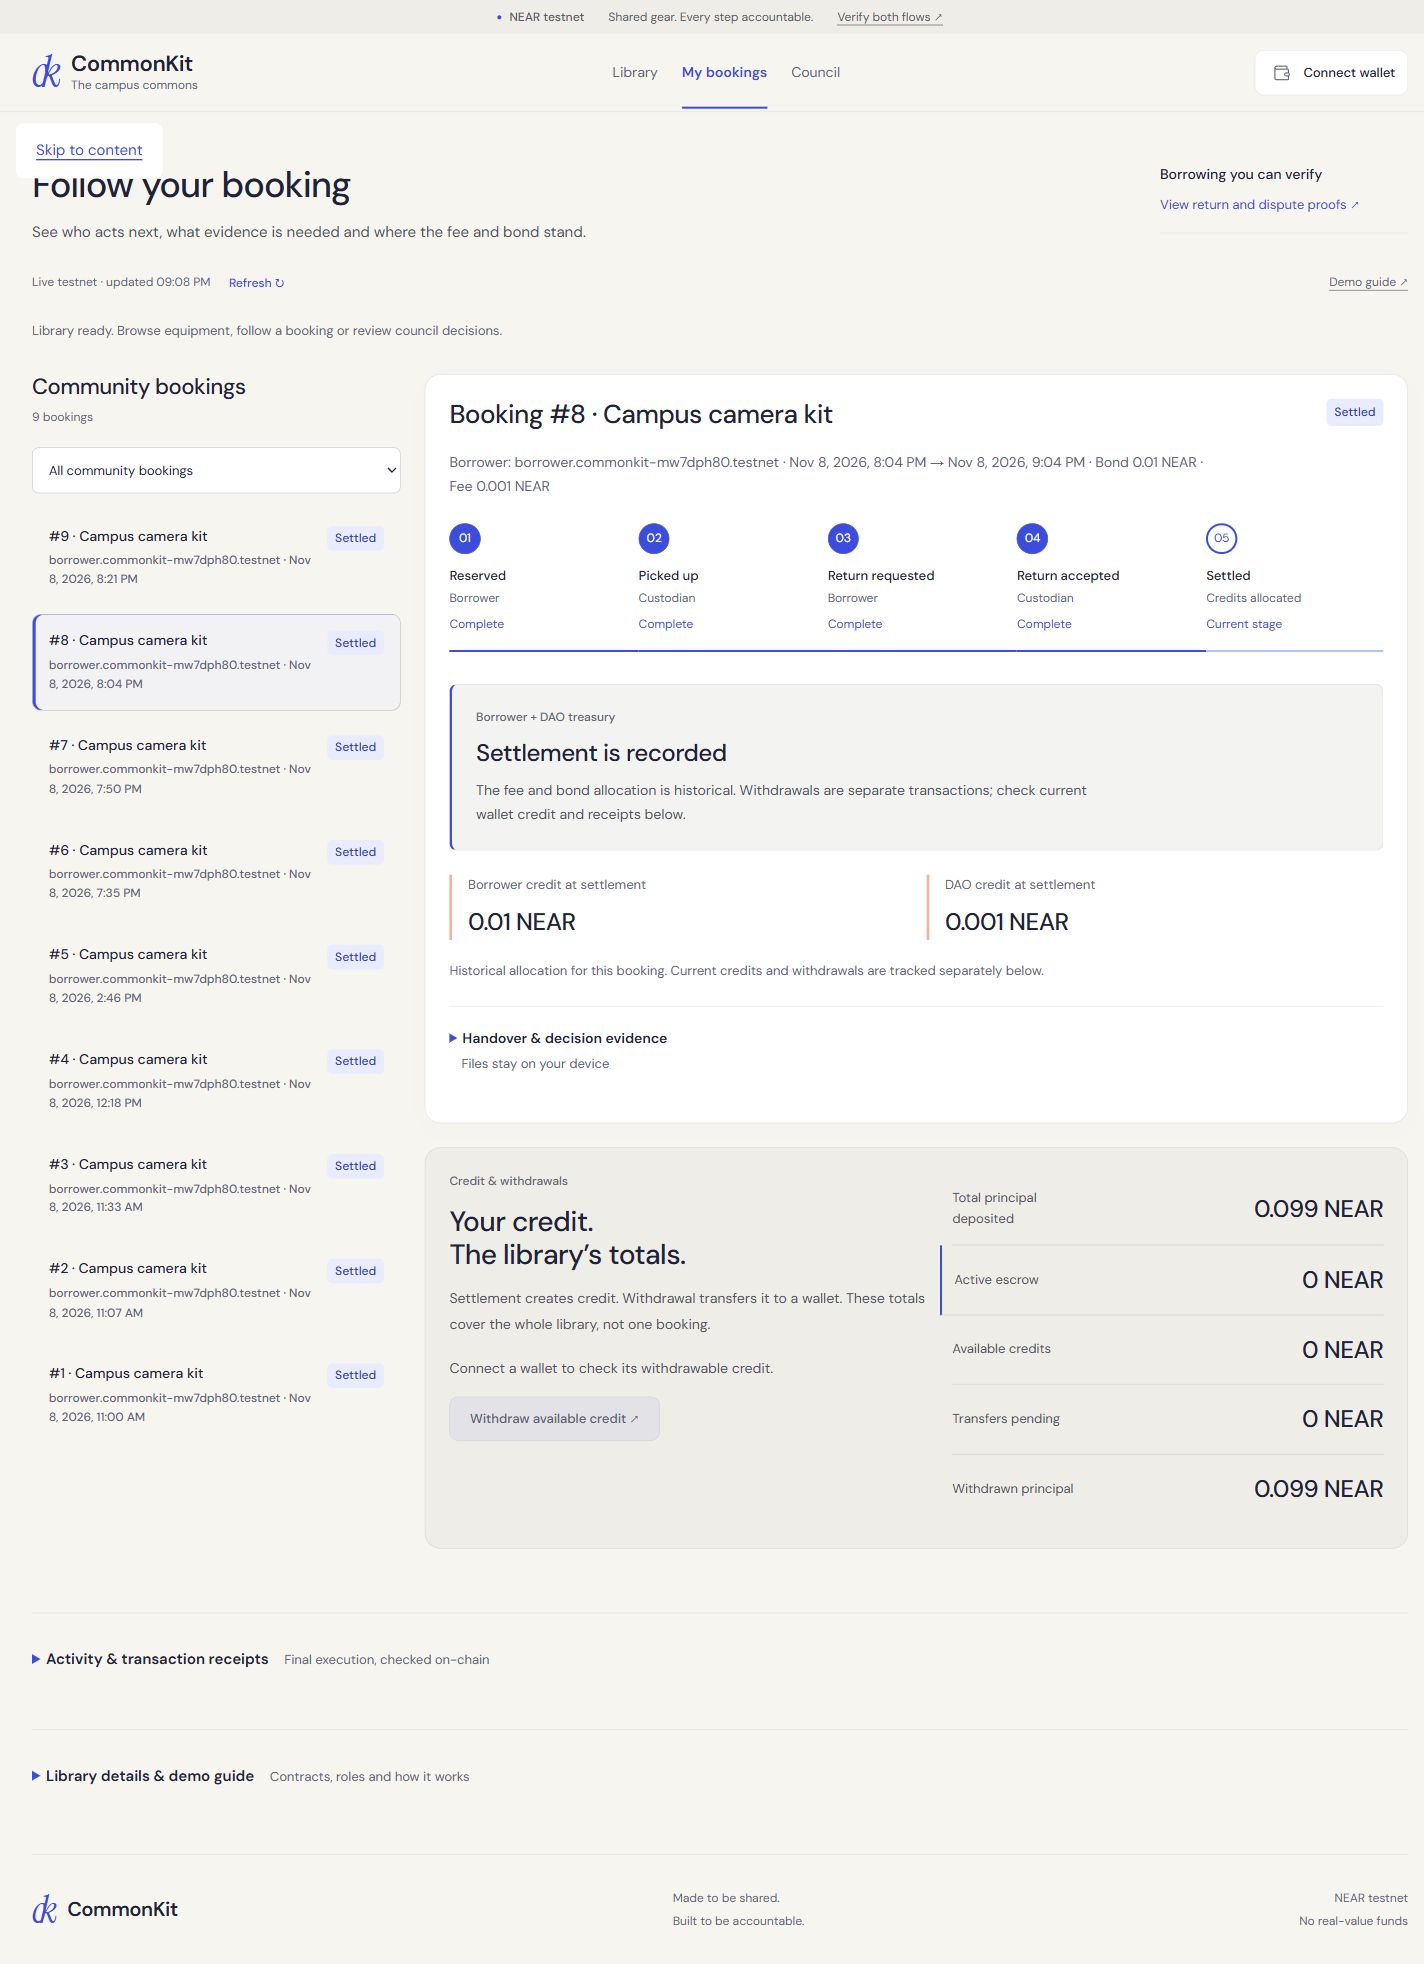 NEAR testnet Shared gear. Every step accountable. Verify both flows ↗
CommonKit
The campus commons
Library My bookings Council
Connect wallet
Skip to content
Follow your booking
See who acts next, what evidence is needed and where the fee and bond stand.
Borrowing you can verify
View return and dispute proofs ↗
Live testnet · updated 09:08 PM Refresh ↻
Demo guide ↗
Library ready. Browse equipment, follow a booking or review council decisions.
Community bookings
9 bookings
All community bookings
#9 · Campus camera kit
Settled
borrower.commonkit-mw7dph80.testnet · Nov
8, 2026, 8:21 PM
#8 · Campus camera kit
Settled
borrower.commonkit-mw7dph80.testnet · Nov
8, 2026, 8:04 PM
#7 · Campus camera kit
Settled
borrower.commonkit-mw7dph80.testnet · Nov
8, 2026, 7:50 PM
#6 · Campus camera kit
Settled
borrower.commonkit-mw7dph80.testnet · Nov
8, 2026, 7:35 PM
#5 · Campus camera kit
Settled
borrower.commonkit-mw7dph80.testnet · Nov
8, 2026, 2:46 PM
#4 · Campus camera kit
Settled
borrower.commonkit-mw7dph80.testnet · Nov
8, 2026, 12:18 PM
#3 · Campus camera kit
Settled
borrower.commonkit-mw7dph80.testnet · Nov
8, 2026, 11:33 AM
#2 · Campus camera kit
Settled
borrower.commonkit-mw7dph80.testnet · Nov
8, 2026, 11:07 AM
#1 · Campus camera kit
Settled
borrower.commonkit-mw7dph80.testnet · Nov
8, 2026, 11:00 AM
Booking #8 · Campus camera kit
Settled
Borrower: borrower.commonkit-mw7dph80.testnet · Nov 8, 2026, 8:04 PM → Nov 8, 2026, 9:04 PM · Bond 0.01 NEAR ·
Fee 0.001 NEAR
01 02 03 04 05
Reserved Picked up Return requested Return accepted Settled
Borrower Custodian Borrower Custodian Credits allocated
Complete Complete Complete Complete Current stage
Borrower + DAO treasury
Settlement is recorded
The fee and bond allocation is historical. Withdrawals are separate transactions; check current
wallet credit and receipts below.
Borrower credit at settlement
0.01 NEAR
DAO credit at settlement
0.001 NEAR
Historical allocation for this booking. Current credits and withdrawals are tracked separately below.
Handover & decision evidence
Files stay on your device
Credit & withdrawals
Your credit.
The library's totals.
Settlement creates credit. Withdrawal transfers it to a wallet. These totals
cover the whole library, not one booking.
Connect a wallet to check its withdrawable credit.
Withdraw available credit ↗
Total principal
deposited
0.099 NEAR
Active escrow 0 NEAR
Available credits 0 NEAR
Transfers pending 0 NEAR
Withdrawn principal 0.099 NEAR
Activity & transaction receipts Final execution, checked on-chain
Library details & demo guide Contracts, roles and how it works
CommonKit
Made to be shared.
Built to be accountable.
NEAR testnet
No real-value funds